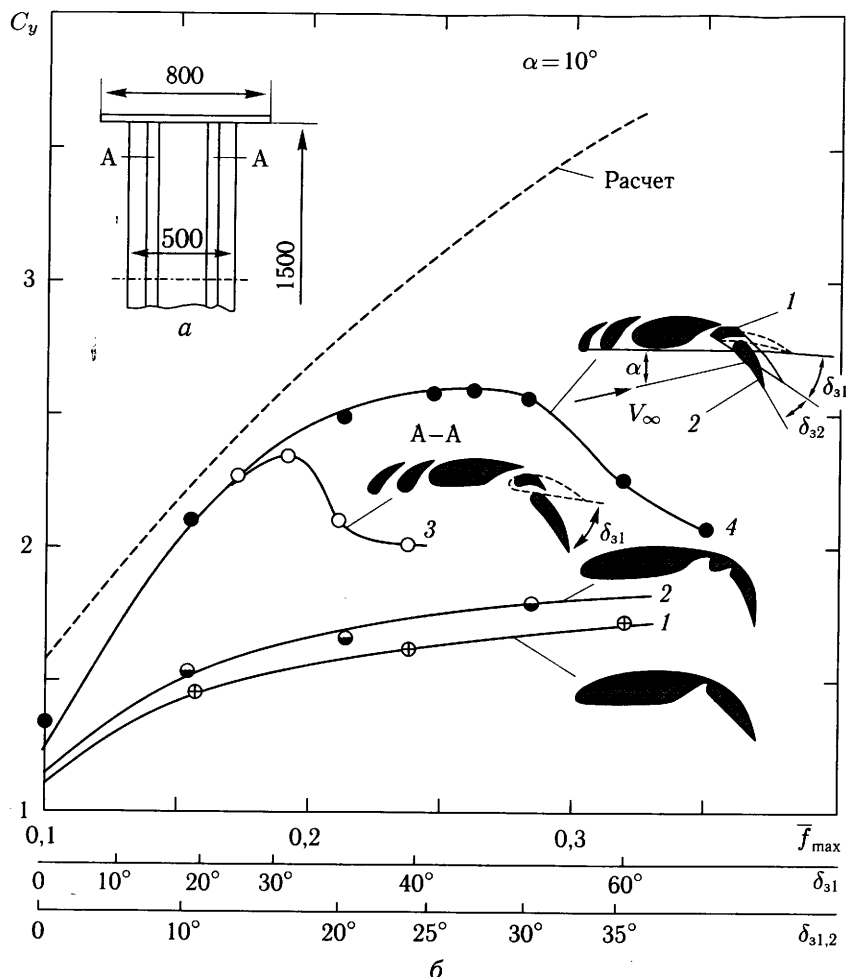 C_y
α = 10°
800
A A
Расчет
500
1500
3
а
1
α
δ_з1
V_∞
2
δ_з2
А–А
δ_з1
3
4
2
2
1
1
0,1 0,2 0,3 f̅_max
0 10° 20° 30° 40° 60° δ_з1
0 10° 20° 25° 30° 35° δ_з1,2
б